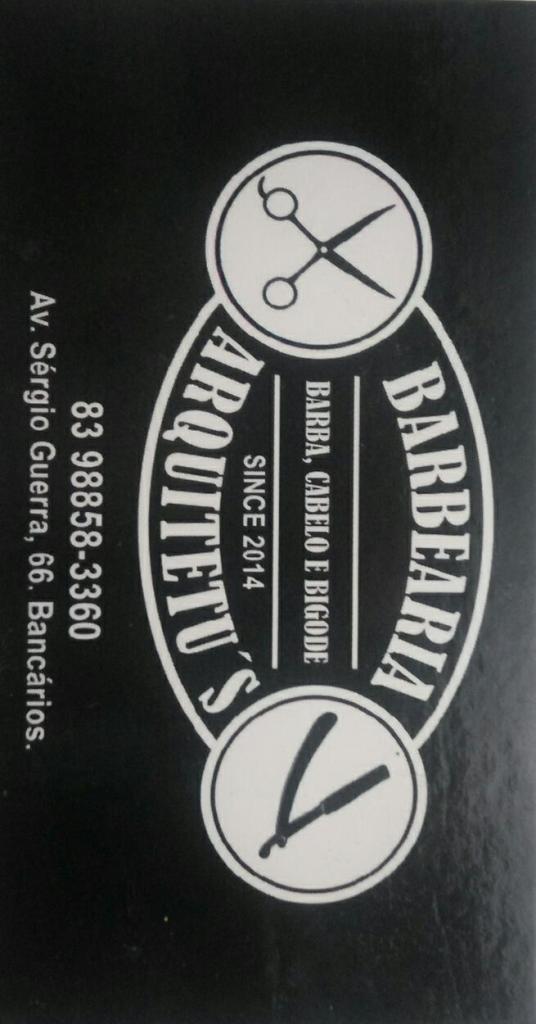 BARBEARIA
BARBA, CABELO E BIGODE
SINCE 2014
ARQUITETU´S
83 98858-3360
Av. Sérgio Guerra, 66. Bancários.